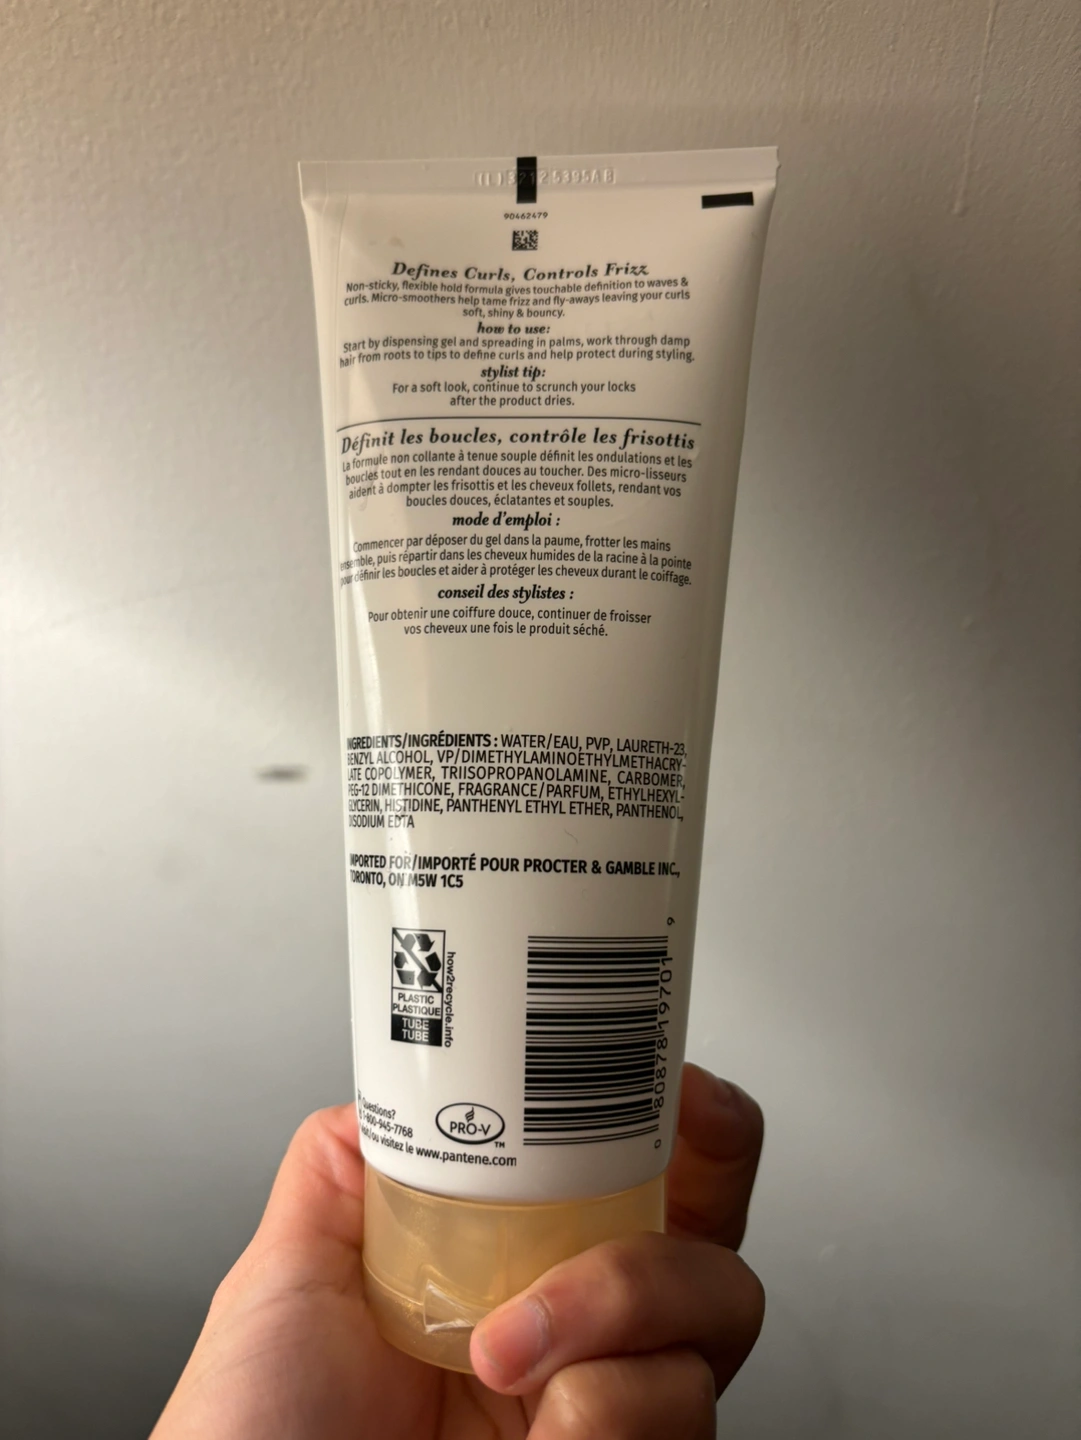 (L)32125395AB
90462479
Defines Curls, Controls Frizz
Non-sticky, flexible hold formula gives touchable definition to waves &
curls. Micro-smoothers help tame frizz and fly-aways leaving your curls
soft, shiny & bouncy.
how to use:
Start by dispensing gel and spreading in palms, work through damp
hair from roots to tips to define curls and help protect during styling.
stylist tip:
For a soft look, continue to scrunch your locks
after the product dries.
Définit les boucles, contrôle les frisottis
La formule non collante à tenue souple définit les ondulations et les
boucles tout en les rendant douces au toucher. Des micro-lisseurs
aident à dompter les frisottis et les cheveux follets, rendant vos
boucles douces, éclatantes et souples.
mode d'emploi :
Commencer par déposer du gel dans la paume, frotter les mains
ensemble, puis répartir dans les cheveux humides de la racine à la pointe
pour définir les boucles et aider à protéger les cheveux durant le coiffage.
conseil des stylistes :
Pour obtenir une coiffure douce, continuer de froisser
vos cheveux une fois le produit séché.
INGREDIENTS/INGRÉDIENTS : WATER/EAU, PVP, LAURETH-23,
BENZYL ALCOHOL, VP/DIMETHYLAMINOETHYLMETHACRY-
LATE COPOLYMER, TRIISOPROPANOLAMINE, CARBOMER,
PEG-12 DIMETHICONE, FRAGRANCE/PARFUM, ETHYLHEXYL-
GLYCERIN, HISTIDINE, PANTHENYL ETHYL ETHER, PANTHENOL,
DISODIUM EDTA
IMPORTED FOR/IMPORTÉ POUR PROCTER & GAMBLE INC.,
TORONTO, ON M5W 1C5
PLASTIC
PLASTIQUE
TUBE
TUBE
how2recycle.info
0 80878 19701 9
Questions?
1-800-945-7768
visit/ou visitez le www.pantene.com
PRO-V
TM